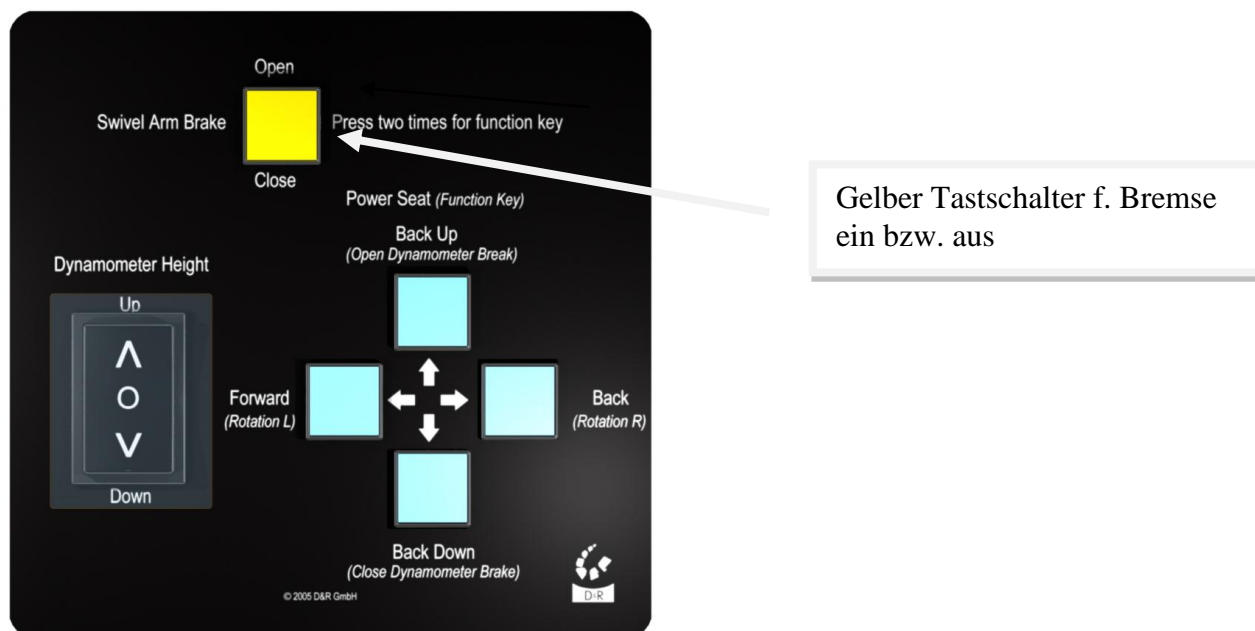 Open
Swivel Arm Brake
Press two times for function key
Close
Power Seat (Function Key)
Back Up
(Open Dynamometer Break)
Dynamometer Height
Up
Forward
(Rotation L)
Back
(Rotation R)
Down
Back Down
(Close Dynamometer Brake)
© 2005 D&R GmbH
D&R
Gelber Tastschalter f. Bremse
ein bzw. aus